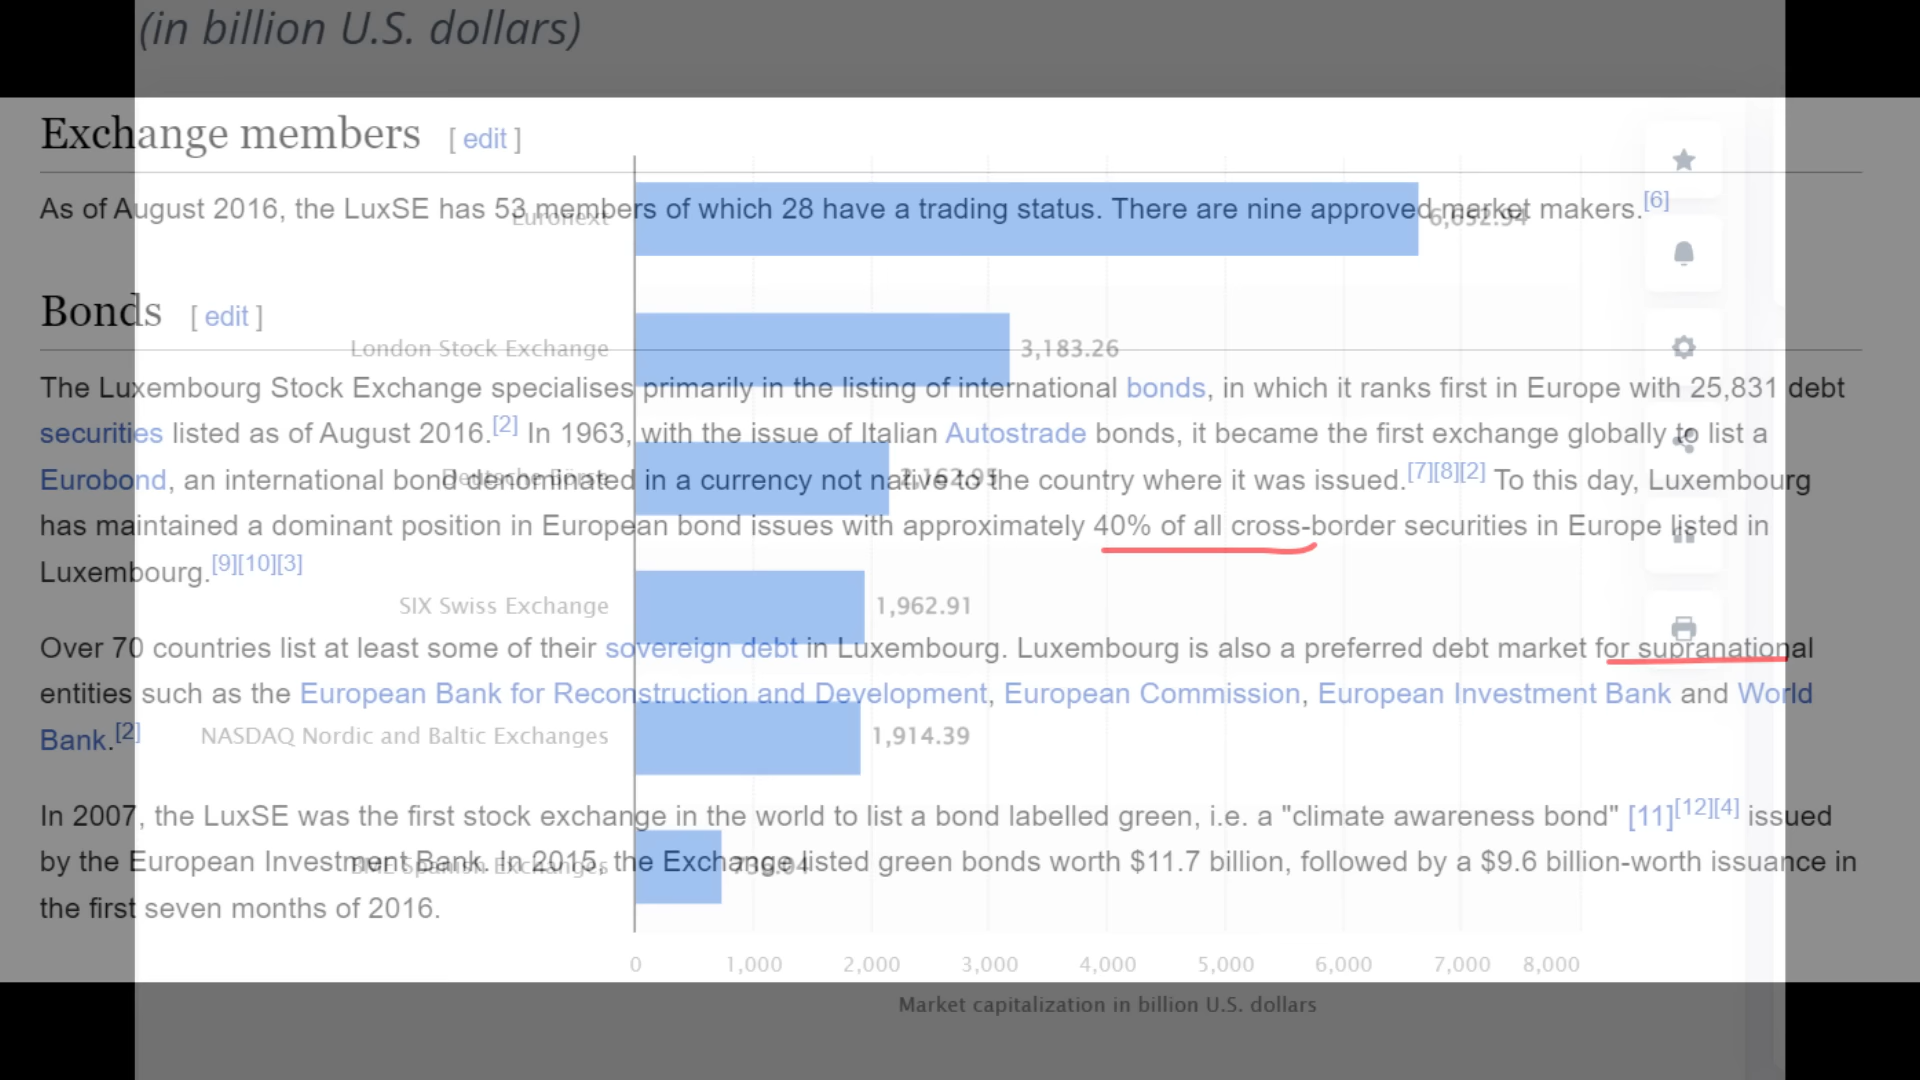 (in billion U.S. dollars)
Exchange members [ edit ]
As of August 2016, the LuxSE has 53 members of which 28 have a trading status. There are nine approved market makers.[6]
Euronext
Bonds [ edit ]
London Stock Exchange 3,183.26
The Luxembourg Stock Exchange specialises primarily in the listing of international bonds, in which it ranks first in Europe with 25,831 debt
securities listed as of August 2016.[2] In 1963, with the issue of Italian Autostrade bonds, it became the first exchange globally to list a
Deutsche Börse
Eurobond, an international bond denominated in a currency not native to the country where it was issued.[7][8][2] To this day, Luxembourg
has maintained a dominant position in European bond issues with approximately 40% of all cross-border securities in Europe listed in
Luxembourg.[9][10][3]
SIX Swiss Exchange 1,962.91
Over 70 countries list at least some of their sovereign debt in Luxembourg. Luxembourg is also a preferred debt market for supranational
entities such as the European Bank for Reconstruction and Development, European Commission, European Investment Bank and World
Bank.[2]
NASDAQ Nordic and Baltic Exchanges 1,914.39
In 2007, the LuxSE was the first stock exchange in the world to list a bond labelled green, i.e. a "climate awareness bond" [11][12][4] issued
by the European Investment Bank. In 2015, the Exchange listed green bonds worth $11.7 billion, followed by a $9.6 billion-worth issuance in
BME Spanish Exchanges
the first seven months of 2016.
0 1,000 2,000 3,000 4,000 5,000 6,000 7,000 8,000
Market capitalization in billion U.S. dollars